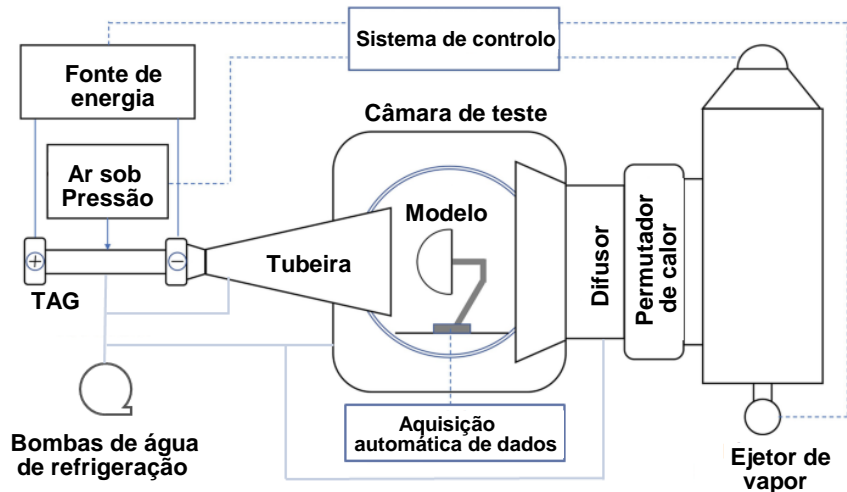 Sistema de controlo
Fonte de
energia
Câmara de teste
Ar sob
Pressão
Modelo
Tubeira
Difusor
Permutador
de calor
+
−
TAG
Bombas de água
de refrigeração
Aquisição
automática de dados
Ejetor de
vapor